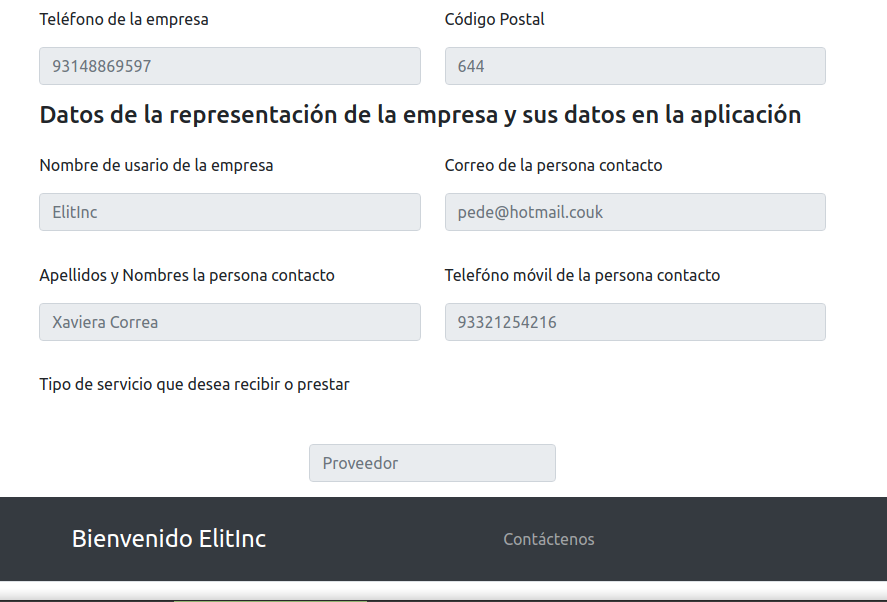 Teléfono de la empresa
Código Postal
93148869597
644
Datos de la representación de la empresa y sus datos en la aplicación
Nombre de usario de la empresa
Correo de la persona contacto
ElitInc
pede@hotmail.couk
Apellidos y Nombres la persona contacto
Telefóno móvil de la persona contacto
Xaviera Correa
93321254216
Tipo de servicio que desea recibir o prestar
Proveedor
Bienvenido ElitInc
Contáctenos